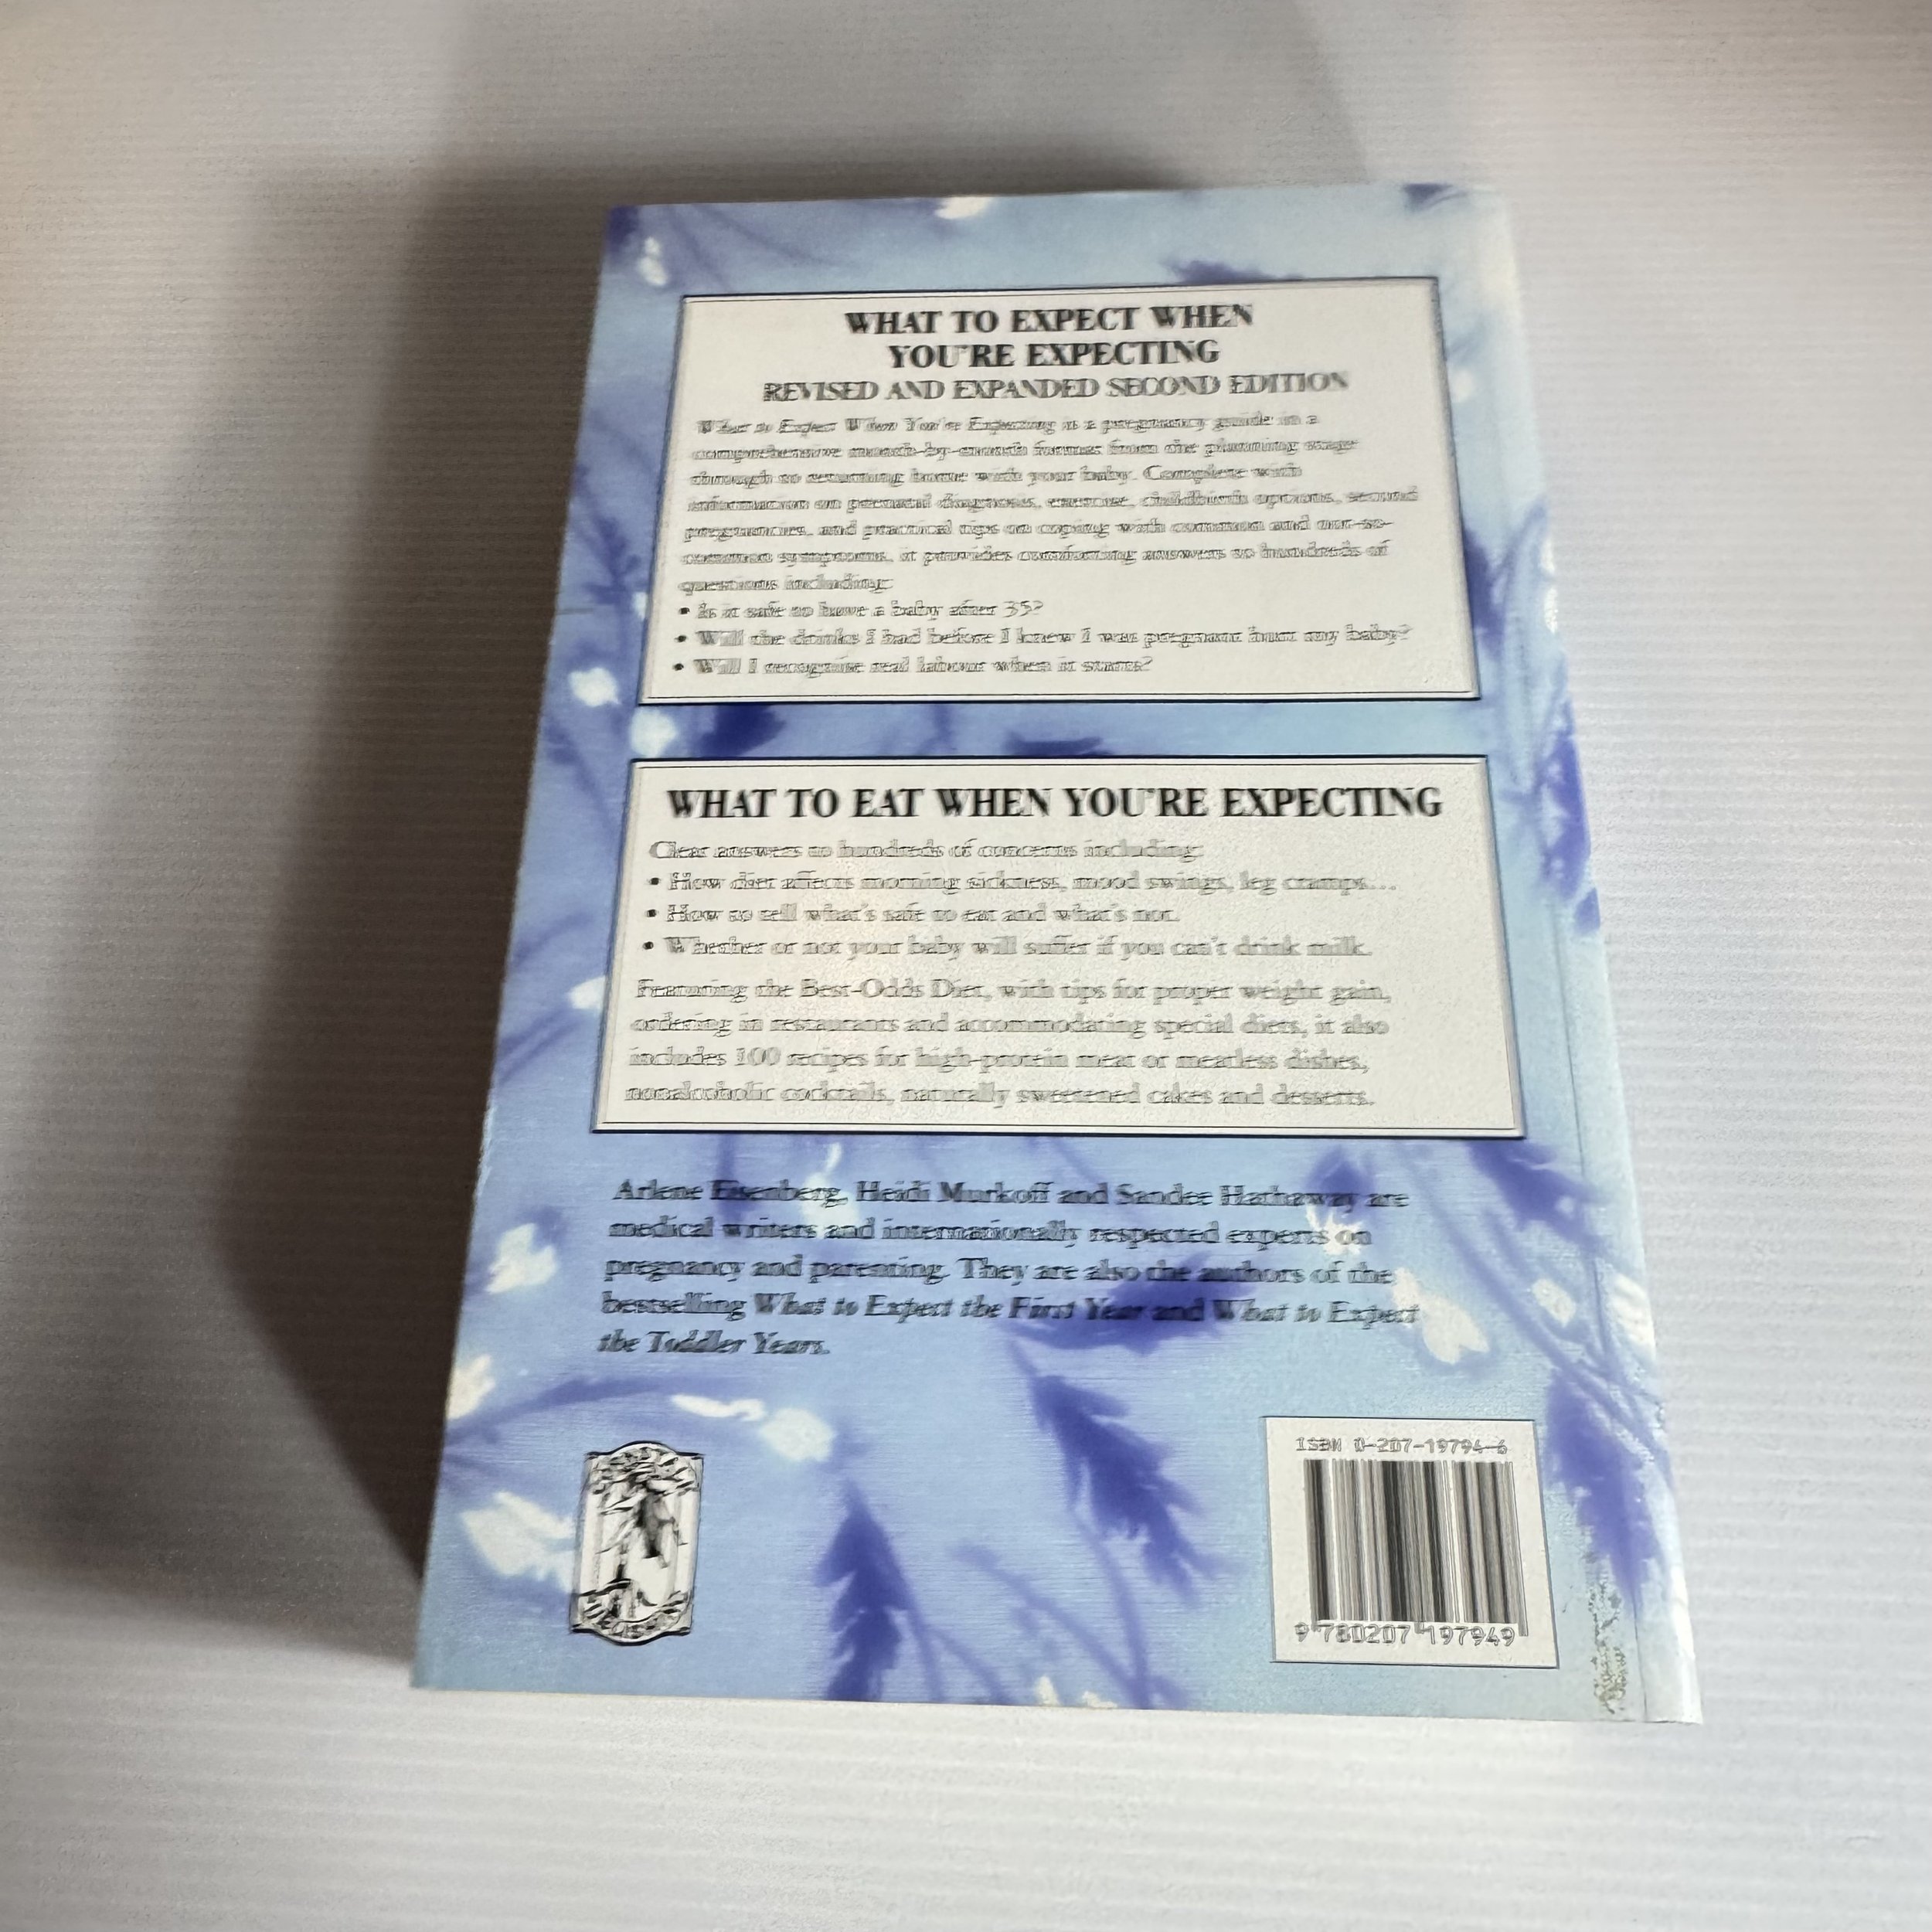 WHAT TO EXPECT WHEN
YOU'RE EXPECTING
REVISED AND EXPANDED SECOND EDITION
What to Expect When You're Expecting is a pregnancy guide in a
comprehensive month-by-month format from the planning stage
through to returning home with your baby. Complete with
information on prenatal diagnosis, exercise, childbirth options, second
pregnancies, and practical tips on coping with common and not-so-
common symptoms, it provides comforting answers to hundreds of
questions including:
• Is it safe to have a baby after 35?
• Will the drinks I had before I knew I was pregnant hurt my baby?
• Will I recognise real labour when it starts?
WHAT TO EAT WHEN YOU'RE EXPECTING
Clear answers to hundreds of concerns including:
• How diet affects morning sickness, mood swings, leg cramps...
• How to tell what's safe to eat and what's not.
• Whether or not your baby will suffer if you can't drink milk.
Featuring the Best-Odds Diet, with tips for proper weight gain,
ordering in restaurants and accommodating special diets, it also
includes 100 recipes for high-protein meat or meatless dishes,
nonalcoholic cocktails, naturally sweetened cakes and desserts.
Arlene Eisenberg, Heidi Murkoff and Sandee Hathaway are
medical writers and internationally respected experts on
pregnancy and parenting. They are also the authors of the
bestselling What to Expect the First Year and What to Expect
the Toddler Years.
ISBN 0-207-19794-6
9 780207 197949